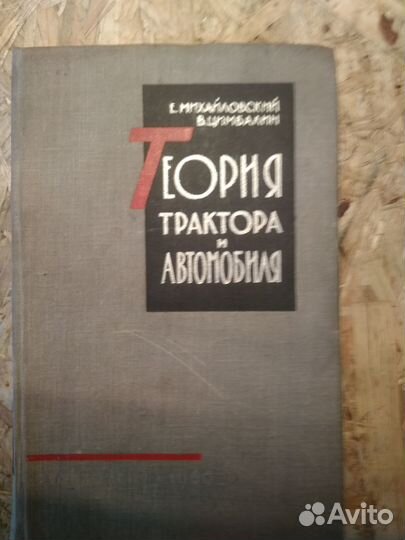 Е. МИХАЙЛОВСКИЙ
В. ЦИМБАЛИН
ТЕОРИЯ
ТРАКТОРА
и
АВТОМОБИЛЯ
Avito